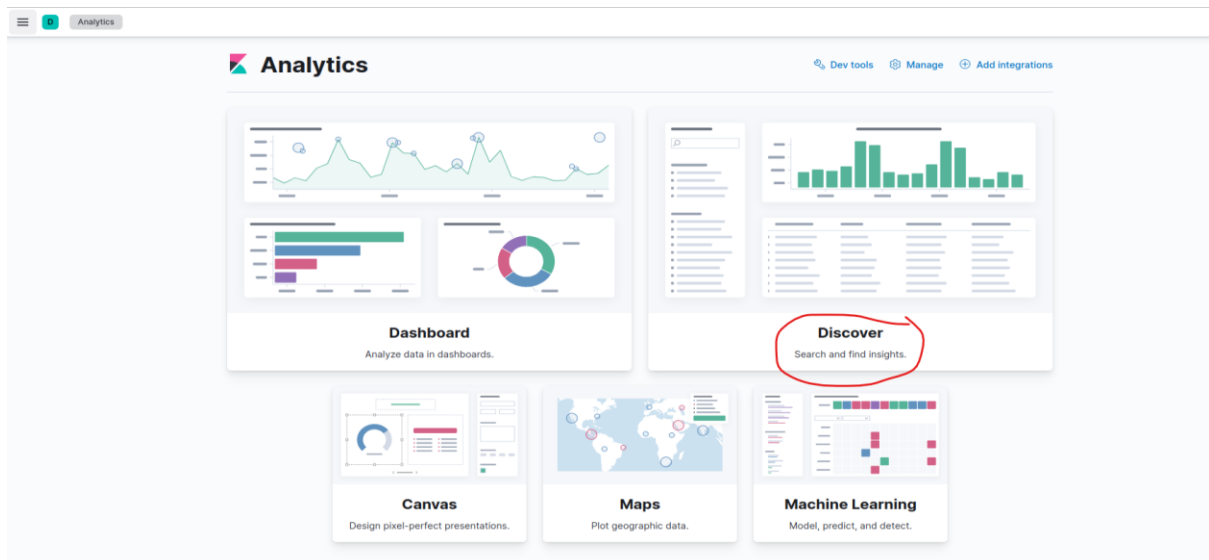 D Analytics
Analytics
Dev tools Manage Add integrations
Dashboard
Analyze data in dashboards.
Discover
Search and find insights.
Canvas
Design pixel-perfect presentations.
Maps
Plot geographic data.
Machine Learning
Model, predict, and detect.